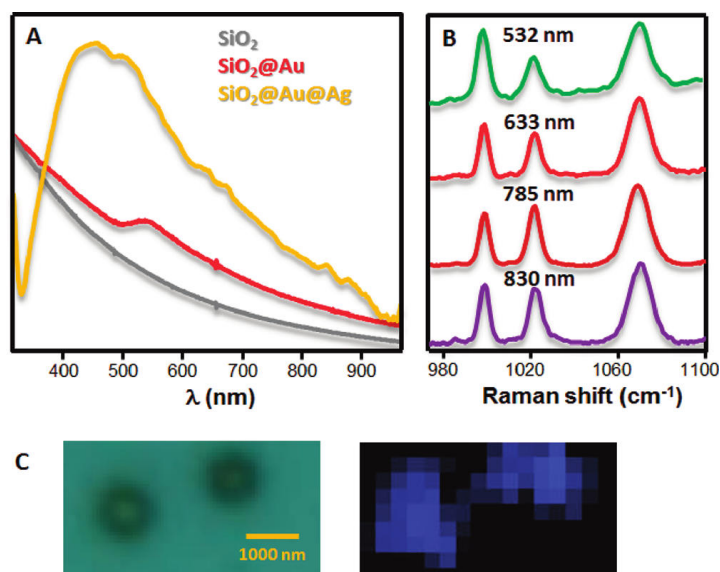 A
SiO₂
SiO₂@Au
SiO₂@Au@Ag
400 500 600 700 800 900
λ (nm)
B
532 nm
633 nm
785 nm
830 nm
980 1020 1060 1100
Raman shift (cm⁻¹)
C
1000 nm